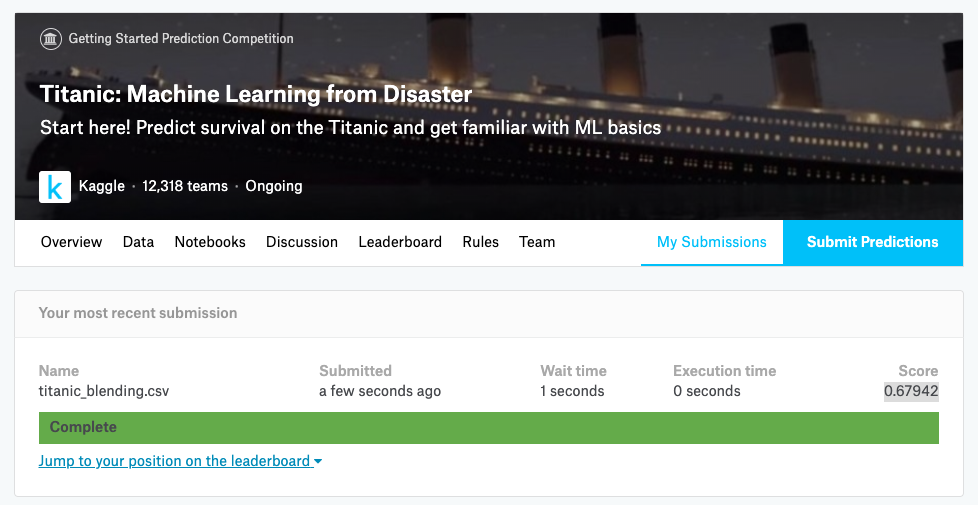 Getting Started Prediction Competition
Titanic: Machine Learning from Disaster
Start here! Predict survival on the Titanic and get familiar with ML basics
k Kaggle · 12,318 teams · Ongoing
Overview Data Notebooks Discussion Leaderboard Rules Team My Submissions Submit Predictions
Your most recent submission
Name Submitted Wait time Execution time Score
titanic_blending.csv a few seconds ago 1 seconds 0 seconds 0.67942
Complete
Jump to your position on the leaderboard